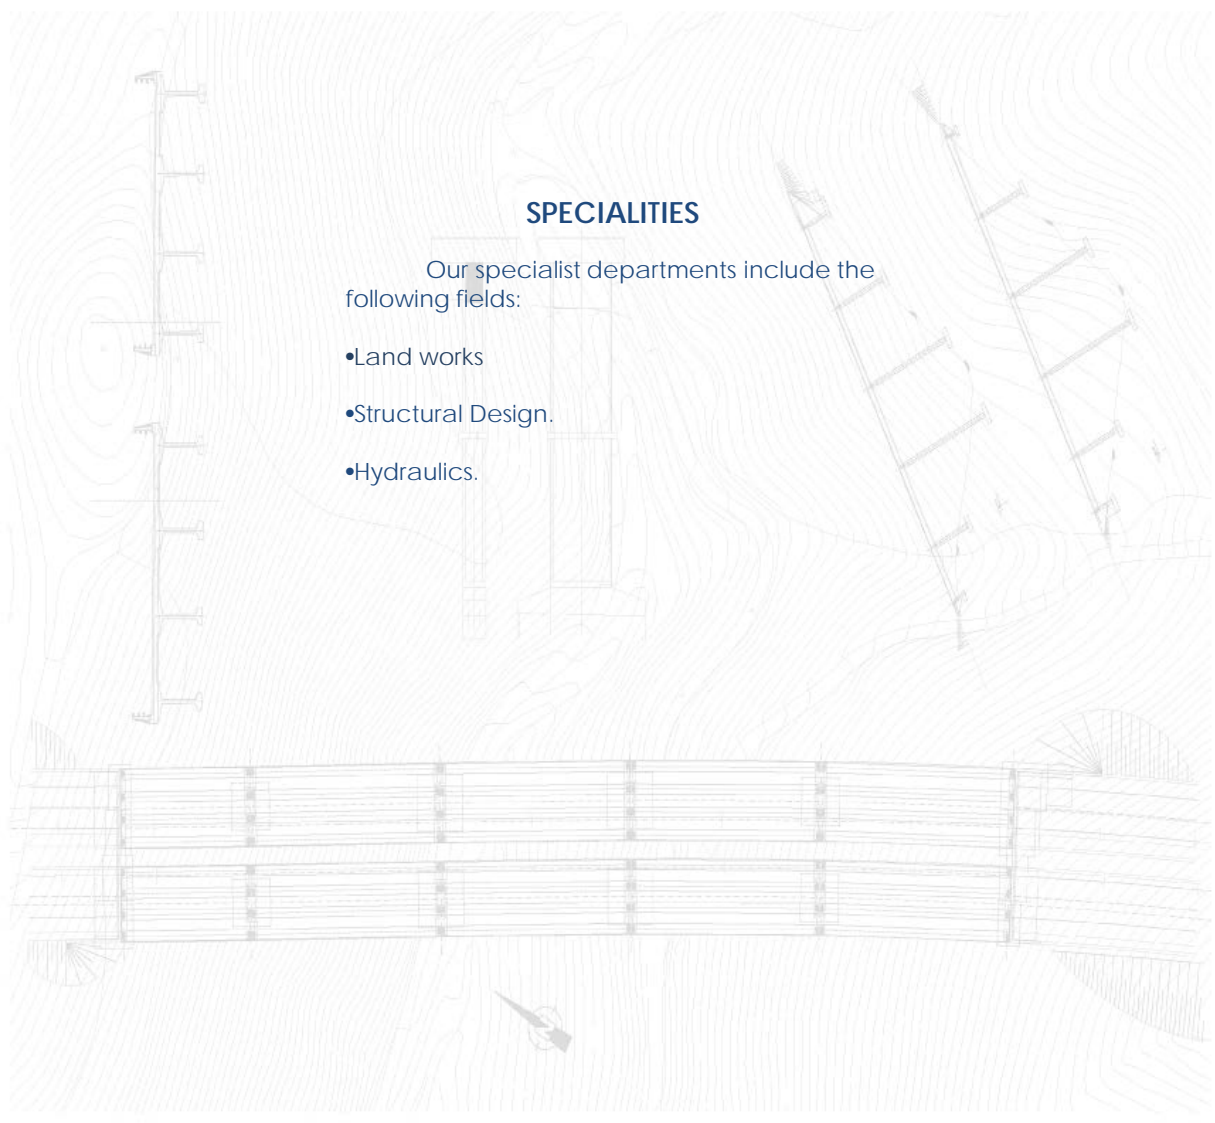 SPECIALITIES
Our specialist departments include the
following fields:
•Land works
•Structural Design.
•Hydraulics.